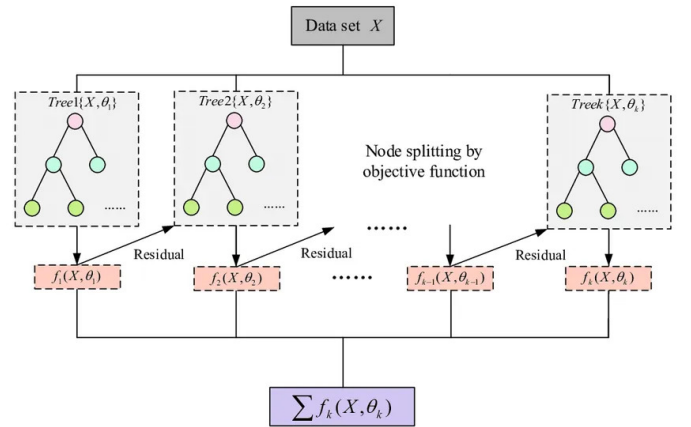 Data set X
Tree1{X,θ₁}
Tree2{X,θ₂}
Treek{X,θₖ}
Node splitting by
objective function
......
......
......
......
Residual
Residual
Residual
f₁(X,θ₁)
f₂(X,θ₂)
......
fₖ₋₁(X,θₖ₋₁)
fₖ(X,θₖ)
∑fₖ(X,θₖ)